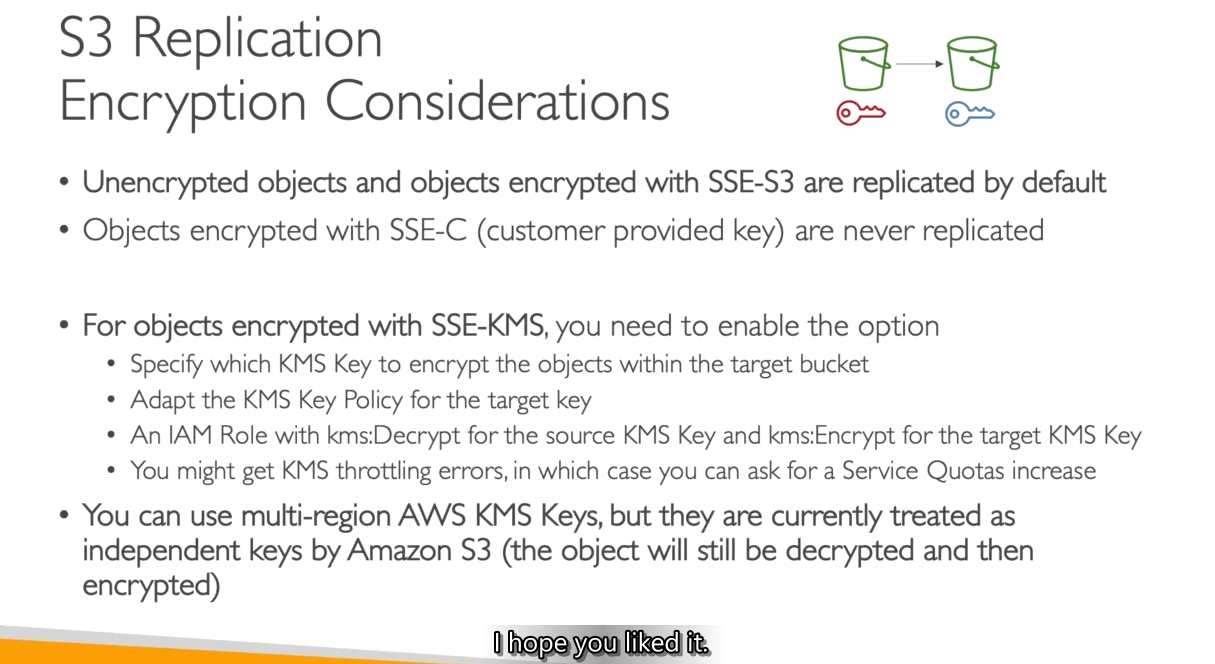 S3 Replication
Encryption Considerations
• Unencrypted objects and objects encrypted with SSE-S3 are replicated by default
• Objects encrypted with SSE-C (customer provided key) are never replicated
• For objects encrypted with SSE-KMS, you need to enable the option
• Specify which KMS Key to encrypt the objects within the target bucket
• Adapt the KMS Key Policy for the target key
• An IAM Role with kms:Decrypt for the source KMS Key and kms:Encrypt for the target KMS Key
• You might get KMS throttling errors, in which case you can ask for a Service Quotas increase
• You can use multi-region AWS KMS Keys, but they are currently treated as
independent keys by Amazon S3 (the object will still be decrypted and then
encrypted)
I hope you liked it.